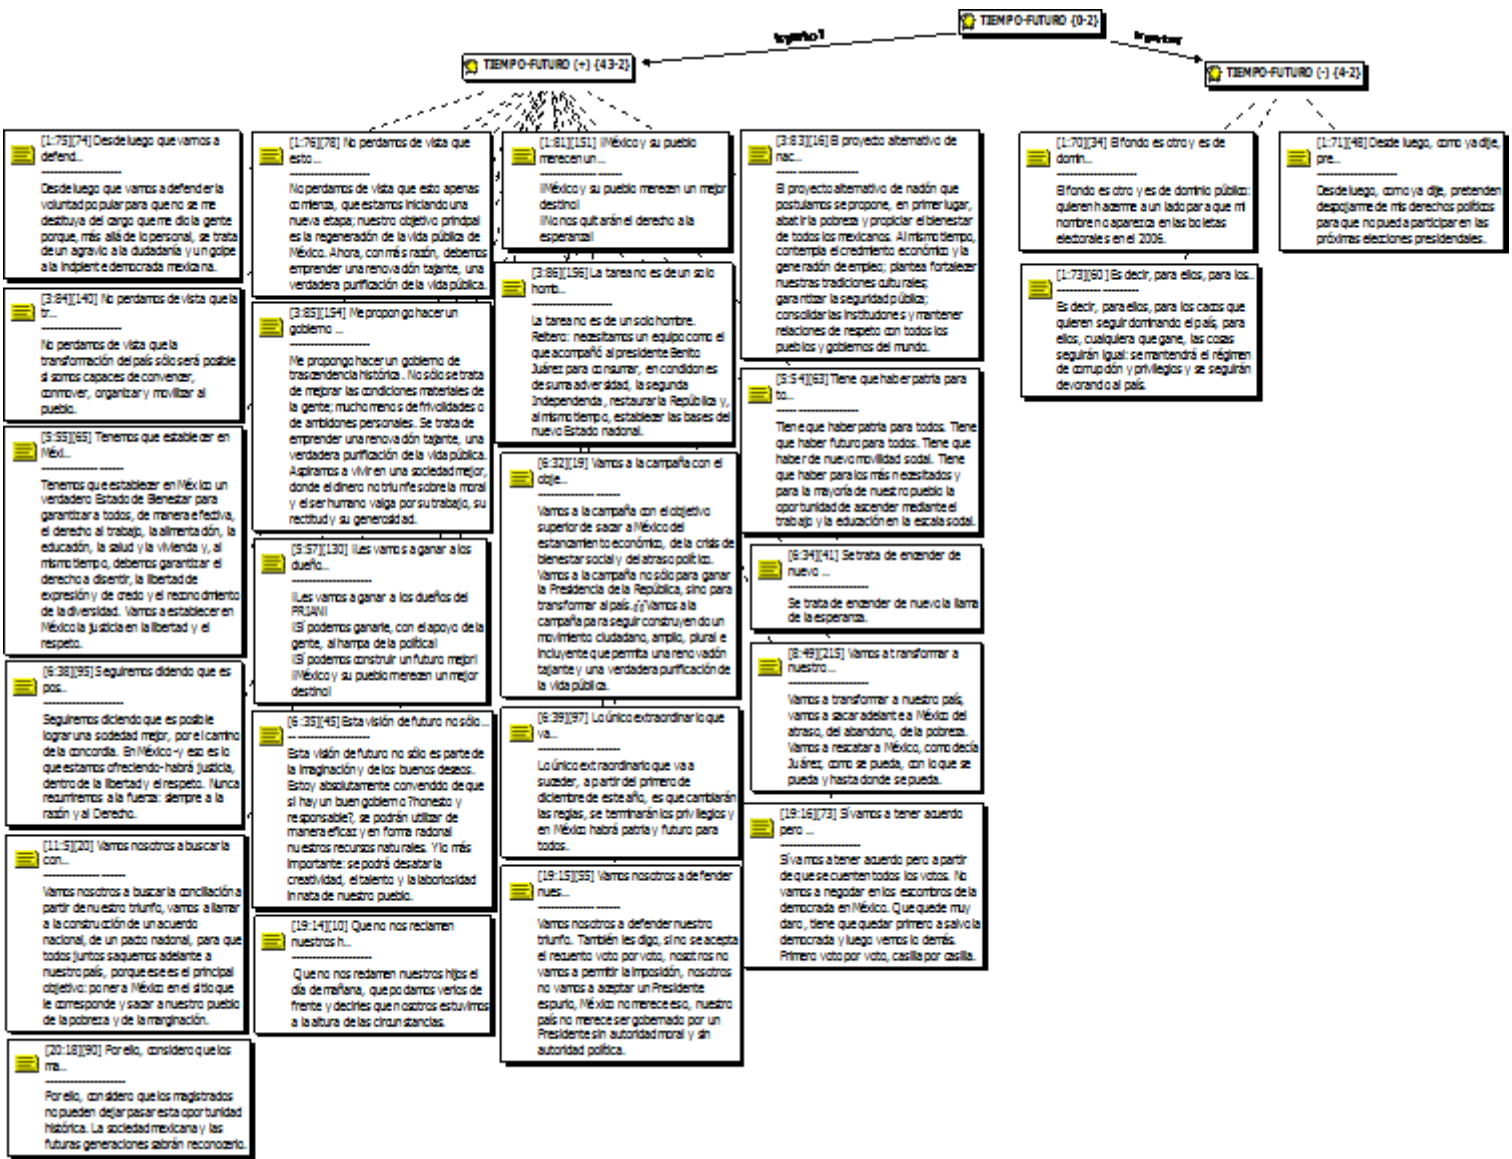 TIEMPO-FUTURO {0-2}
TIEMPO-FUTURO (+) {43-2}
TIEMPO-FUTURO (-) {4-2}
[1:75][74] Desde luego que vamos a
defend...
--------------------
Desde luego que vamos a defender la
voluntad popular para que no se me
destituya del cargo que me dio la gente
porque, más allá de lo personal, se trata
de un agravio a la ciudadanía y un golpe
a la incipiente democracia mexicana.
[3:84][140] No perdamos de vista que la
tr...
--------------------
No perdamos de vista que la
transformación del país sólo será posible
si somos capaces de convencer,
conmover, organizar y movilizar al
pueblo.
[5:55][65] Tenemos que establecer en
Méxi...
--------------------
Tenemos que establecer en México un
verdadero Estado de Bienestar para
garantizar a todos, de manera efectiva,
el derecho al trabajo, la alimentación, la
educación, la salud y la vivienda y, al
mismo tiempo, debemos garantizar el
derecho a disentir, la libertad de
expresión y de credo y el reconocimiento
de la diversidad. Vamos a establecer en
México la justicia en la libertad y el
respeto.
[6:38][95] Seguiremos diciendo que es
pos...
--------------------
Seguiremos diciendo que es posible
lograr una sociedad mejor, por el camino
de la concordia. En México -y eso es lo
que estamos ofreciendo- habrá justicia,
dentro de la libertad y el respeto. Nunca
recurriremos a la fuerza: siempre a la
razón y al Derecho.
[11:5][20] Vamos nosotros a buscar la
con...
--------------------
Vamos nosotros a buscar la conciliación a
partir de nuestro triunfo, vamos a llamar
a la construcción de un acuerdo
nacional, de un pacto nacional, para que
todos juntos saquemos adelante a
nuestro país, porque ese es el principal
objetivo: poner a México en el sitio que
le corresponde y sacar a nuestro pueblo
de la pobreza y de la marginación.
[20:18][90] Por ello, considero que los
ma...
--------------------
Por ello, considero que los magistrados
no pueden dejar pasar esta oportunidad
histórica. La sociedad mexicana y las
futuras generaciones sabrán reconocerlo.
[1:76][78] No perdamos de vista que
esto...
--------------------
No perdamos de vista que esto apenas
comienza, que estamos iniciando una
nueva etapa; nuestro objetivo principal
es la regeneración de la vida pública de
México. Ahora, con más razón, debemos
emprender una renovación tajante, una
verdadera purificación de la vida pública.
[3:85][154] Me propongo hacer un
gobierno ...
--------------------
Me propongo hacer un gobierno de
trascendencia histórica. No sólo se trata
de mejorar las condiciones materiales de
la gente; mucho menos de frivolidades o
de ambiciones personales. Se trata de
emprender una renovación tajante, una
verdadera purificación de la vida pública.
Aspiramos a vivir en una sociedad mejor,
donde el dinero no triunfe sobre la moral
y el ser humano valga por su trabajo, su
rectitud y su generosidad.
[5:57][130] ¡Les vamos a ganar a los
dueño...
--------------------
¡Les vamos a ganar a los dueños del
PRIAN!
¡Sí podemos ganarle, con el apoyo de la
gente, al hampa de la política!
¡Sí podemos construir un futuro mejor!
¡México y su pueblo merecen un mejor
destino!
[6:35][45] Esta visión de futuro no sólo...
--------------------
Esta visión de futuro no sólo es parte de
la imaginación y de los buenos deseos.
Estoy absolutamente convencido de que
si hay un buen gobierno ?honesto y
responsable?, se podrán utilizar de
manera eficaz y en forma racional
nuestros recursos naturales. Y lo más
importante: se podrá desatar la
creatividad, el talento y la laboriosidad
innata de nuestro pueblo.
[19:14][10] Que no nos reclamen
nuestros h...
--------------------
Que no nos reclamen nuestros hijos el
día de mañana, que podamos verlos de
frente y decirles que nosotros estuvimos
a la altura de las circunstancias.
[1:81][151] ¡México y su pueblo
merecen un...
--------------------
¡México y su pueblo merecen un mejor
destino!
¡No nos quitarán el derecho a la
esperanza!
[3:86][156] La tarea no es de un solo
homb...
--------------------
La tarea no es de un solo hombre.
Reitero: necesitamos un equipo como el
que acompañó al presidente Benito
Juárez para consumar, en condiciones
de suma adversidad, la segunda
Independencia, restaurar la República y,
al mismo tiempo, establecer las bases del
nuevo Estado nacional.
[6:32][19] Vamos a la campaña con el
obje...
--------------------
Vamos a la campaña con el objetivo
superior de sacar a México del
estancamiento económico, de la crisis de
bienestar social y del atraso político.
Vamos a la campaña no sólo para ganar
la Presidencia de la República, sino para
transformar al país.¡¡Vamos a la
campaña para seguir construyendo un
movimiento ciudadano, amplio, plural e
incluyente que permita una renovación
tajante y una verdadera purificación de
la vida pública.
[6:39][97] Lo único extraordinario que
va...
--------------------
Lo único extraordinario que va a
suceder, a partir del primero de
diciembre de este año, es que cambiarán
las reglas, se terminarán los privilegios y
en México habrá patria y futuro para
todos.
[19:15][55] Vamos nosotros a defender
nues...
--------------------
Vamos nosotros a defender nuestro
triunfo. También les digo, si no se acepta
el recuento voto por voto, nosotros no
vamos a permitir la imposición, nosotros
no vamos a aceptar un Presidente
espurio, México no merece eso, nuestro
país no merece ser gobernado por un
Presidente sin autoridad moral y sin
autoridad política.
[3:83][16] El proyecto alternativo de
nac...
--------------------
El proyecto alternativo de nación que
postulamos se propone, en primer lugar,
abatir la pobreza y propiciar el bienestar
de todos los mexicanos. Al mismo tiempo,
contempla el crecimiento económico y la
generación de empleo; plantea fortalecer
nuestras tradiciones culturales;
garantizar la seguridad pública;
consolidar las instituciones y mantener
relaciones de respeto con todos los
pueblos y gobiernos del mundo.
[5:54][63] Tiene que haber patria para
to...
--------------------
Tiene que haber patria para todos. Tiene
que haber futuro para todos. Tiene que
haber de nuevo movilidad social. Tiene
que haber para los más necesitados y
para la mayoría de nuestro pueblo la
oportunidad de ascender mediante el
trabajo y la educación en la escala social.
[6:34][41] Se trata de encender de
nuevo ...
--------------------
Se trata de encender de nuevo la llama
de la esperanza.
[8:49][215] Vamos a transformar a
nuestro...
--------------------
Vamos a transformar a nuestro país,
vamos a sacar adelante a México del
atraso, del abandono, de la pobreza.
Vamos a rescatar a México, como decía
Juárez, como se pueda, con lo que se
pueda y hasta donde se pueda.
[19:16][73] Sí vamos a tener acuerdo
pero ...
--------------------
Sí vamos a tener acuerdo pero a partir
de que se cuenten todos los votos. No
vamos a negociar en los escombros de la
democracia en México. Que quede muy
claro, tiene que quedar primero a salvo la
democracia y luego vemos lo demás.
Primero voto por voto, casilla por casilla.
[1:70][34] El fondo es otro y es de
domin...
--------------------
El fondo es otro y es de dominio público:
quieren hacerme a un lado para que mi
nombre no aparezca en las boletas
electorales en el 2006.
[1:73][60] Es decir, para ellos, para los...
--------------------
Es decir, para ellos, para los cacos que
quieren seguir dominando el país, para
ellos, cualquiera que gane, las cosas
seguirán igual: se mantendrá el régimen
de corrupción y privilegios y se seguirán
devorando al país.
[1:71][48] Desde luego, como ya dije,
pre...
--------------------
Desde luego, como ya dije, pretenden
despojarme de mis derechos políticos
para que no pueda participar en las
próximas elecciones presidenciales.